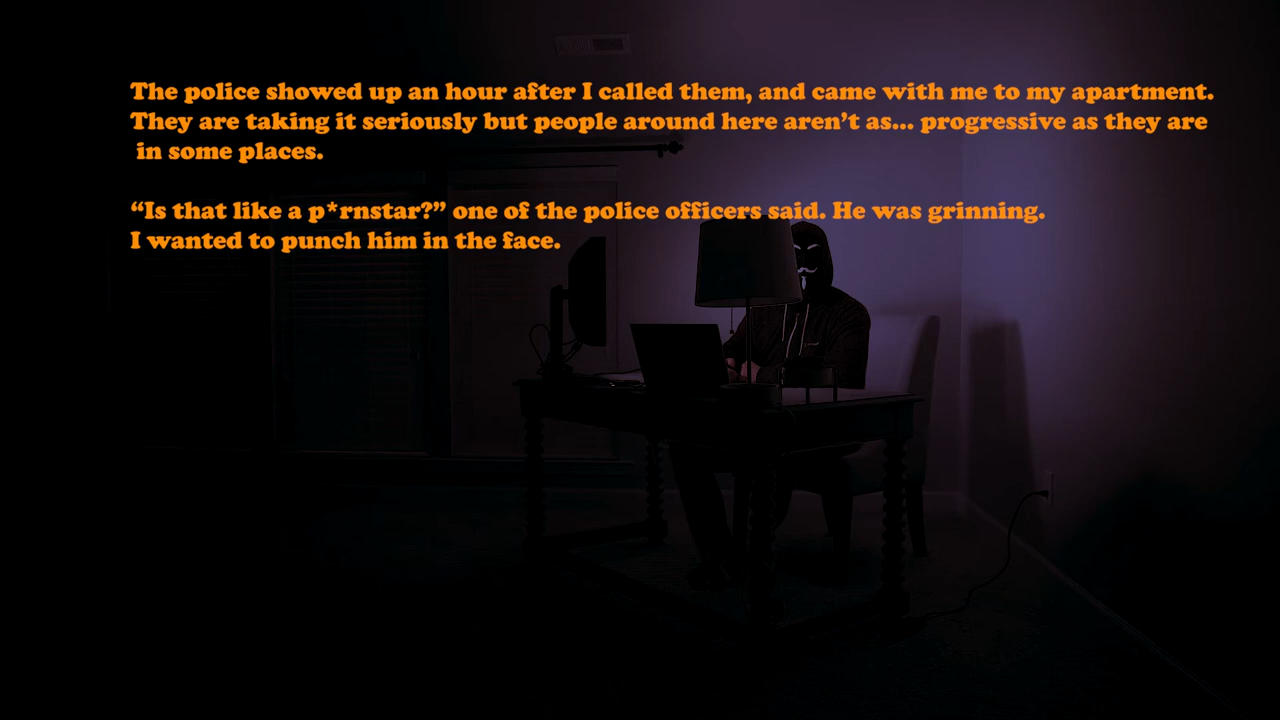 The police showed up an hour after I called them, and came with me to my apartment.
They are taking it seriously but people around here aren’t as... progressive as they are
in some places.
“Is that like a p*rnstar?” one of the police officers said. He was grinning.
I wanted to punch him in the face.